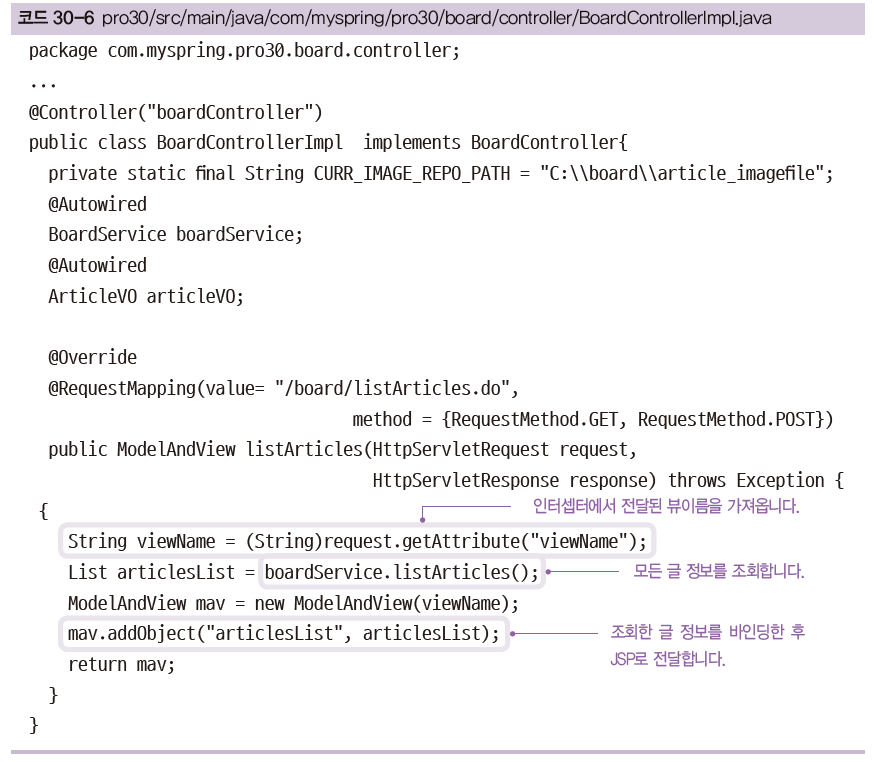 코드 30-6 pro30/src/main/java/com/myspring/pro30/board/controller/BoardControllerImpl.java
package com.myspring.pro30.board.controller;
...
@Controller("boardController")
public class BoardControllerImpl  implements BoardController{
  private static final String CURR_IMAGE_REPO_PATH = "C:\\board\\article_imagefile";
  @Autowired
  BoardService boardService;
  @Autowired
  ArticleVO articleVO;
  @Override
  @RequestMapping(value= "/board/listArticles.do",
                                 method = {RequestMethod.GET, RequestMethod.POST})
  public ModelAndView listArticles(HttpServletRequest request,
                                   HttpServletResponse response) throws Exception {
 {
인터셉터에서 전달된 뷰이름을 가져옵니다.
    String viewName = (String)request.getAttribute("viewName");
    List articlesList = boardService.listArticles(); 모든 글 정보를 조회합니다.
    ModelAndView mav = new ModelAndView(viewName);
    mav.addObject("articlesList", articlesList); 조회한 글 정보를 바인딩한 후
JSP로 전달합니다.
    return mav;
  }
}